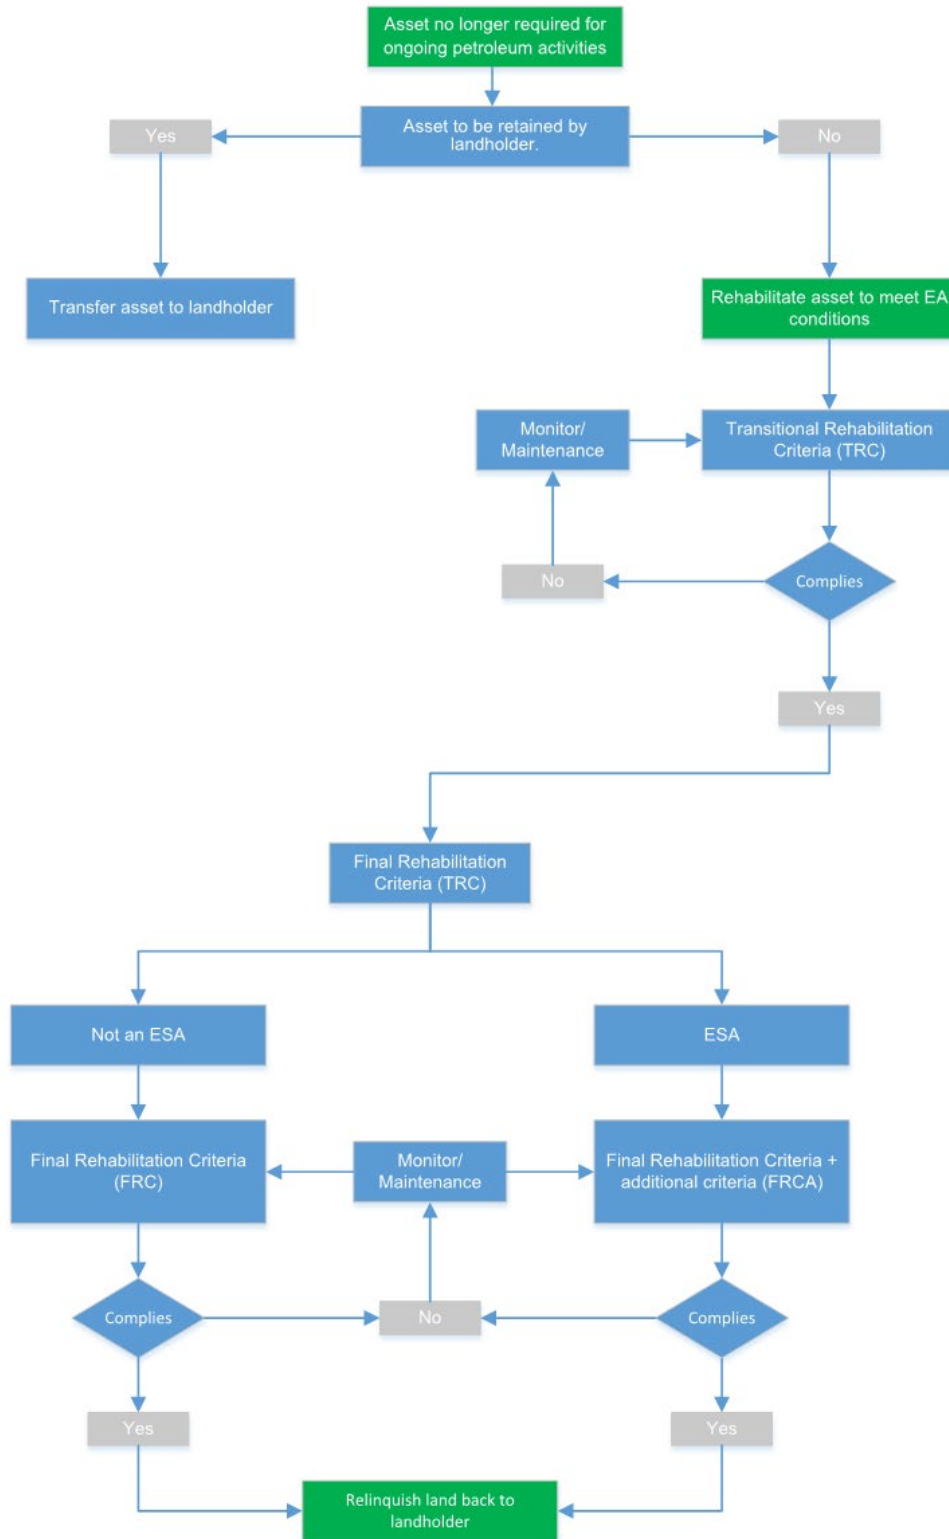 Asset no longer required for
ongoing petroleum activities
Yes
Asset to be retained by
landholder.
No
Transfer asset to landholder
Rehabilitate asset to meet EA
conditions
Monitor/
Maintenance
Transitional Rehabilitation
Criteria (TRC)
No
Complies
Yes
Final Rehabilitation
Criteria (TRC)
Not an ESA
ESA
Final Rehabilitation Criteria
(FRC)
Monitor/
Maintenance
Final Rehabilitation Criteria +
additional criteria (FRCA)
Complies
No
Complies
Yes
Yes
Relinquish land back to
landholder